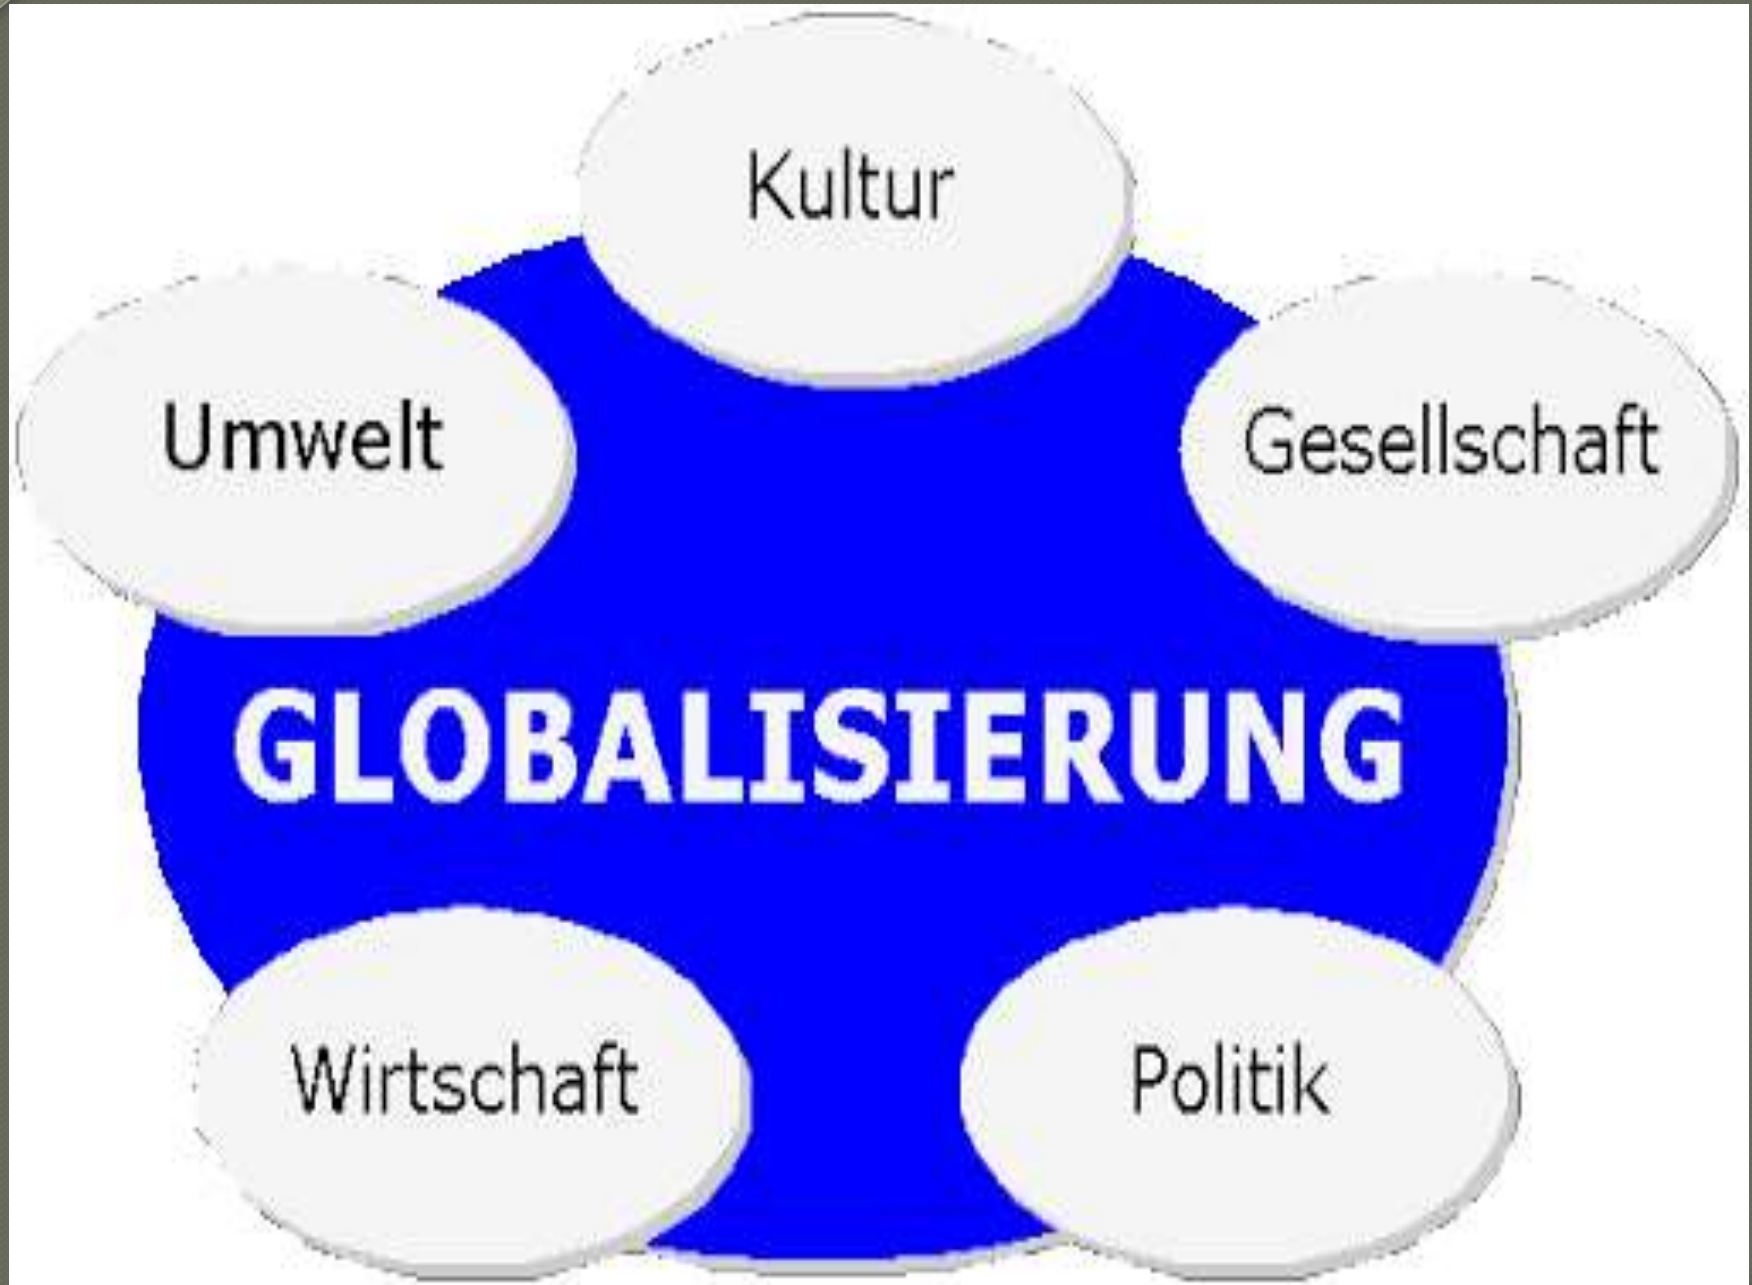 Kultur
Umwelt
Gesellschaft
GLOBALISIERUNG
Wirtschaft
Politik